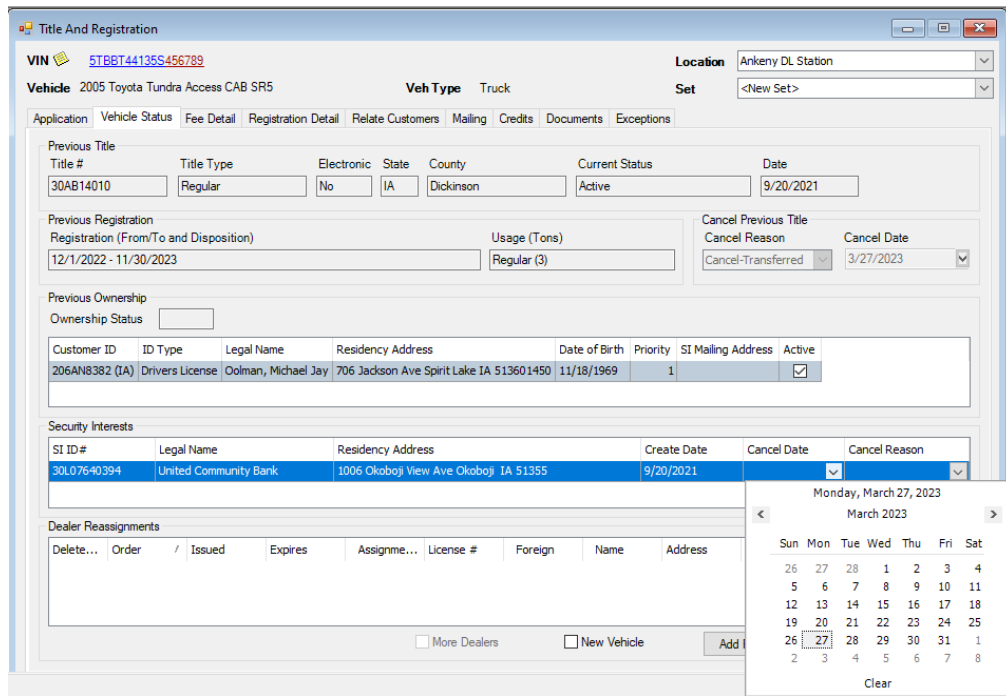 Title And Registration
VIN 5TBBT44135S456789 Location Ankeny DL Station
Vehicle 2005 Toyota Tundra Access CAB SR5 Veh Type Truck Set <New Set>
Application Vehicle Status Fee Detail Registration Detail Relate Customers Mailing Credits Documents Exceptions
Previous Title
Title # Title Type Electronic State County Current Status Date
30AB14010 Regular No IA Dickinson Active 9/20/2021
Previous Registration Cancel Previous Title
Registration (From/To and Disposition) Usage (Tons) Cancel Reason Cancel Date
12/1/2022 - 11/30/2023 Regular (3) Cancel-Transferred 3/27/2023
Previous Ownership
Ownership Status
Customer ID ID Type Legal Name Residency Address Date of Birth Priority SI Mailing Address Active
206AN8382 (IA) Drivers License Oolman, Michael Jay 706 Jackson Ave Spirit Lake IA 513601450 11/18/1969 1
Security Interests
SI ID# Legal Name Residency Address Create Date Cancel Date Cancel Reason
30L07640394 United Community Bank 1006 Okoboji View Ave Okoboji IA 51355 9/20/2021
Dealer Reassignments
Delete... Order / Issued Expires Assignme... License # Foreign Name Address
More Dealers New Vehicle Add
Monday, March 27, 2023
< March 2023 >
Sun Mon Tue Wed Thu Fri Sat
26 27 28 1 2 3 4
5 6 7 8 9 10 11
12 13 14 15 16 17 18
19 20 21 22 23 24 25
26 27 28 29 30 31 1
2 3 4 5 6 7 8
Clear